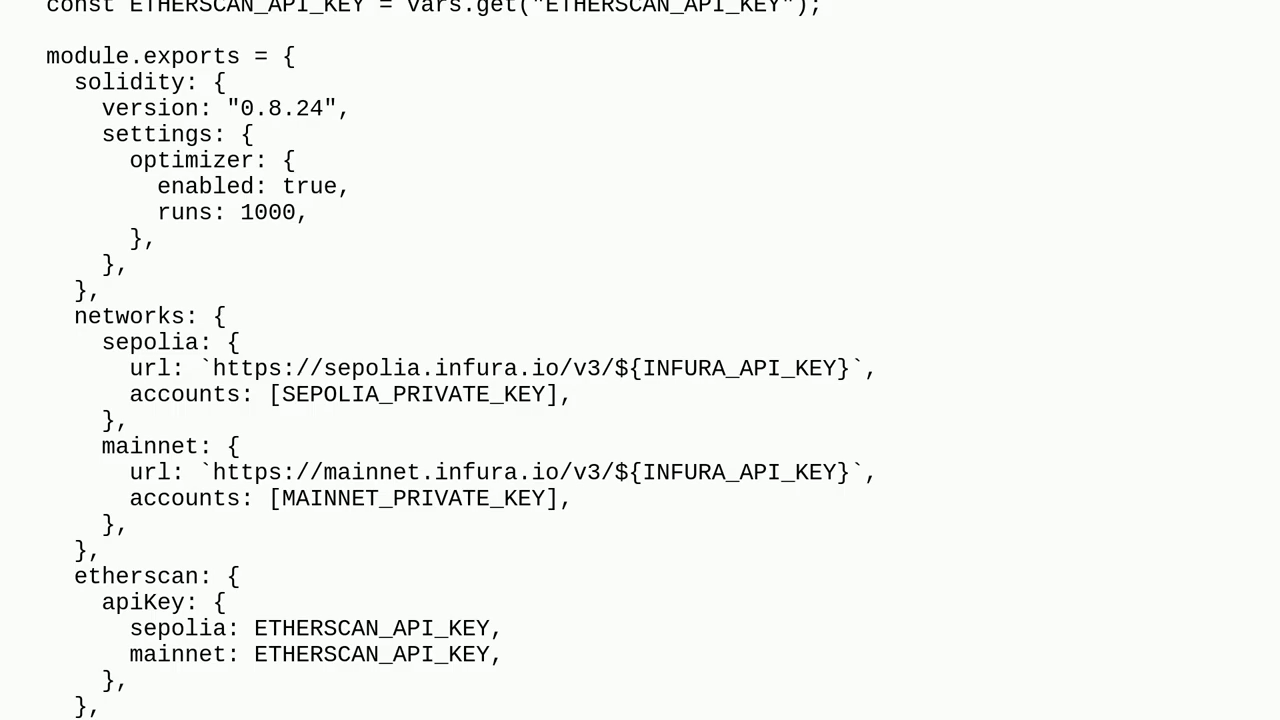 const ETHERSCAN_API_KEY = vars.get("ETHERSCAN_API_KEY");

module.exports = {
  solidity: {
    version: "0.8.24",
    settings: {
      optimizer: {
        enabled: true,
        runs: 1000,
      },
    },
  },
  networks: {
    sepolia: {
      url: `https://sepolia.infura.io/v3/${INFURA_API_KEY}`,
      accounts: [SEPOLIA_PRIVATE_KEY],
    },
    mainnet: {
      url: `https://mainnet.infura.io/v3/${INFURA_API_KEY}`,
      accounts: [MAINNET_PRIVATE_KEY],
    },
  },
  etherscan: {
    apiKey: {
      sepolia: ETHERSCAN_API_KEY,
      mainnet: ETHERSCAN_API_KEY,
    },
  },